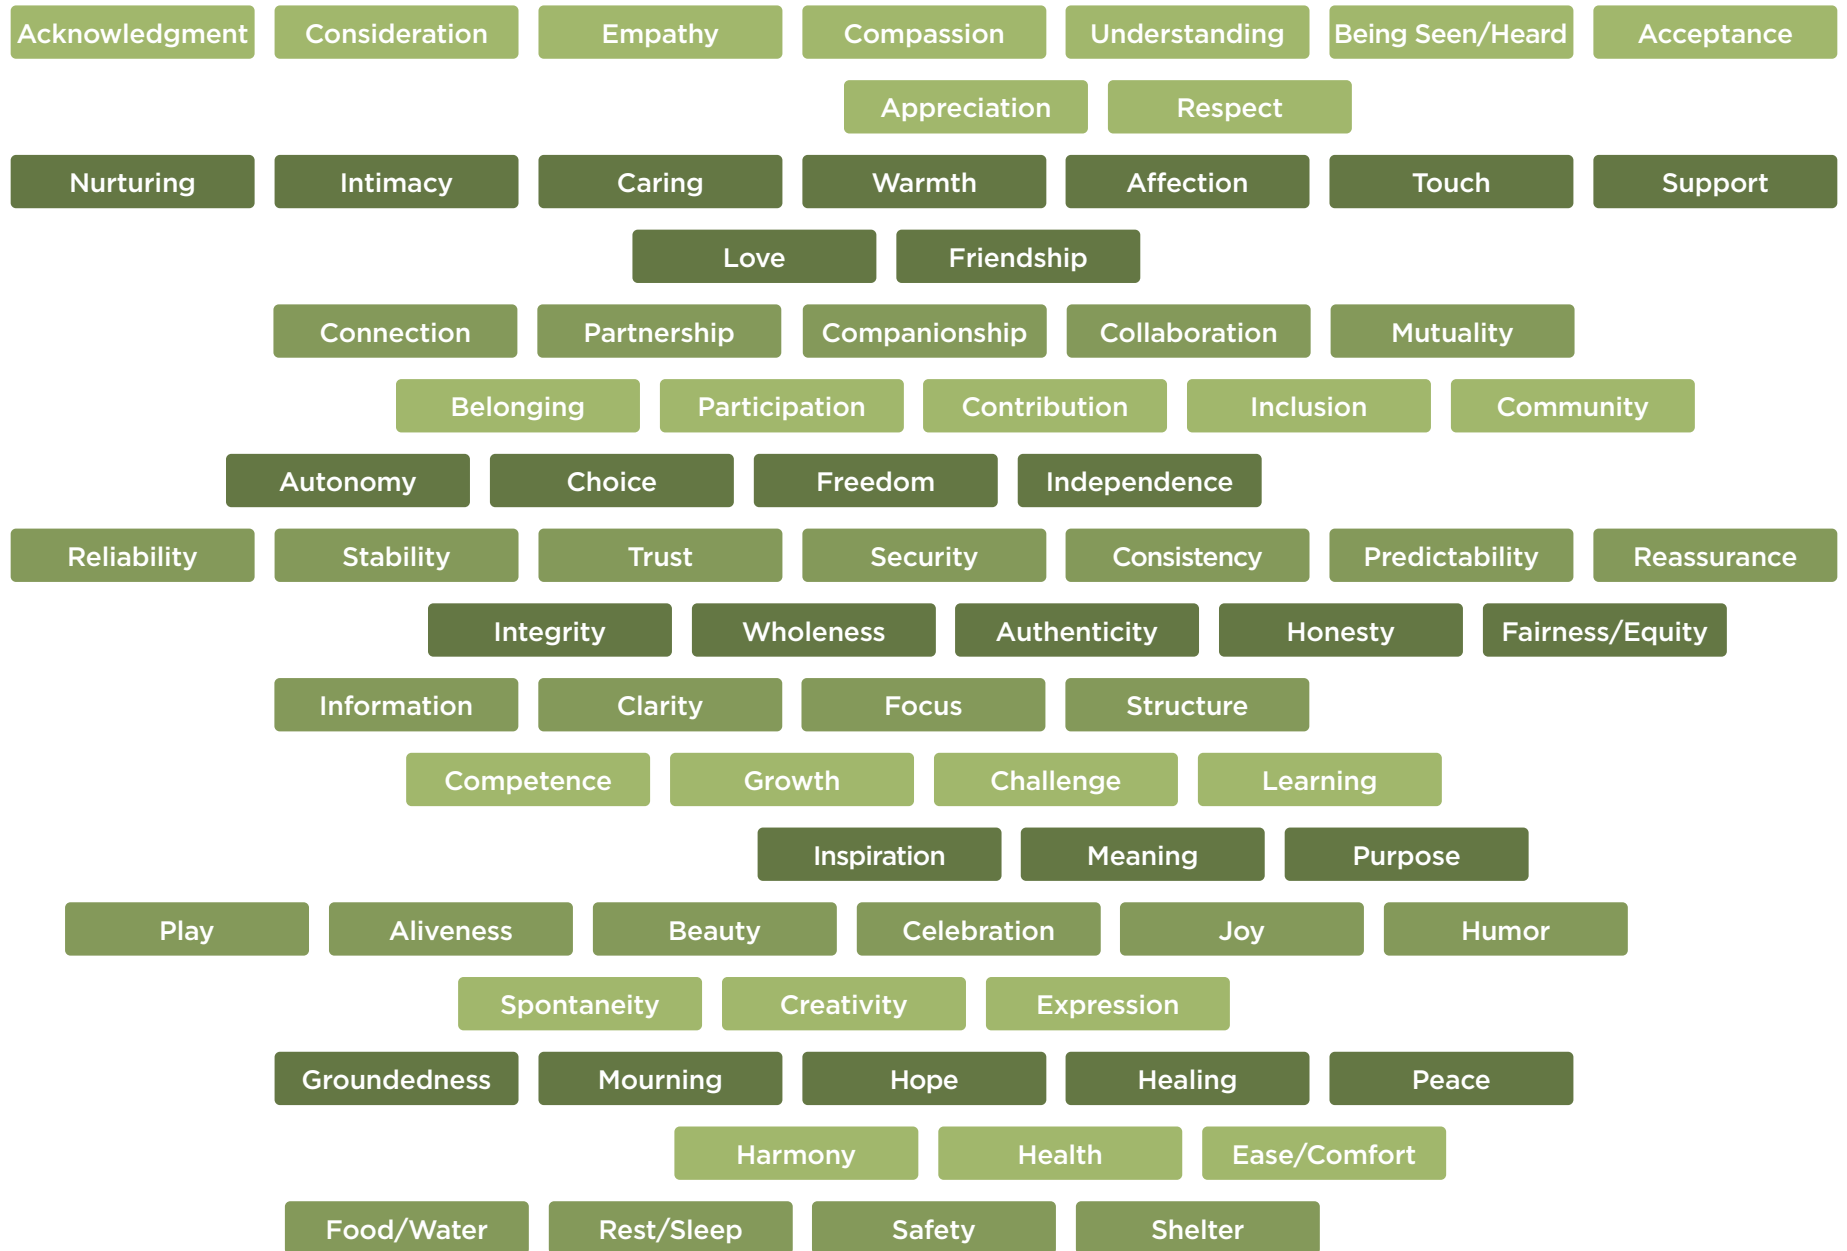 Acknowledgment Consideration Empathy Compassion Understanding Being Seen/Heard Acceptance
Appreciation Respect
Nurturing Intimacy Caring Warmth Affection Touch Support
Love Friendship
Connection Partnership Companionship Collaboration Mutuality
Belonging Participation Contribution Inclusion Community
Autonomy Choice Freedom Independence
Reliability Stability Trust Security Consistency Predictability Reassurance
Integrity Wholeness Authenticity Honesty Fairness/Equity
Information Clarity Focus Structure
Competence Growth Challenge Learning
Inspiration Meaning Purpose
Play Aliveness Beauty Celebration Joy Humor
Spontaneity Creativity Expression
Groundedness Mourning Hope Healing Peace
Harmony Health Ease/Comfort
Food/Water Rest/Sleep Safety Shelter